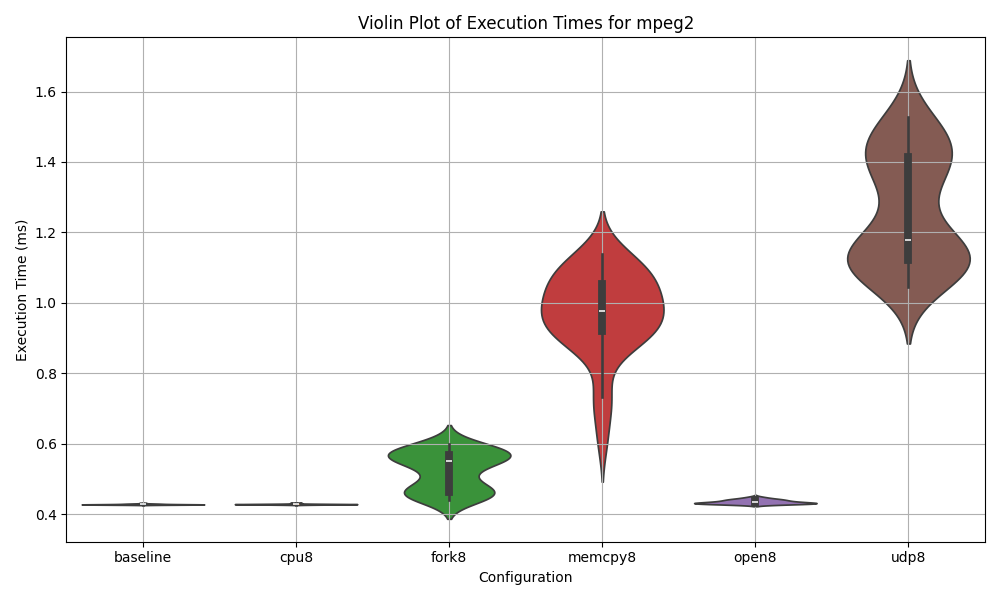 Violin Plot of Execution Times for mpeg2
Execution Time (ms)
1.6
1.4
1.2
1.0
0.8
0.6
0.4
baseline cpu8 fork8 memcpy8 open8 udp8
Configuration